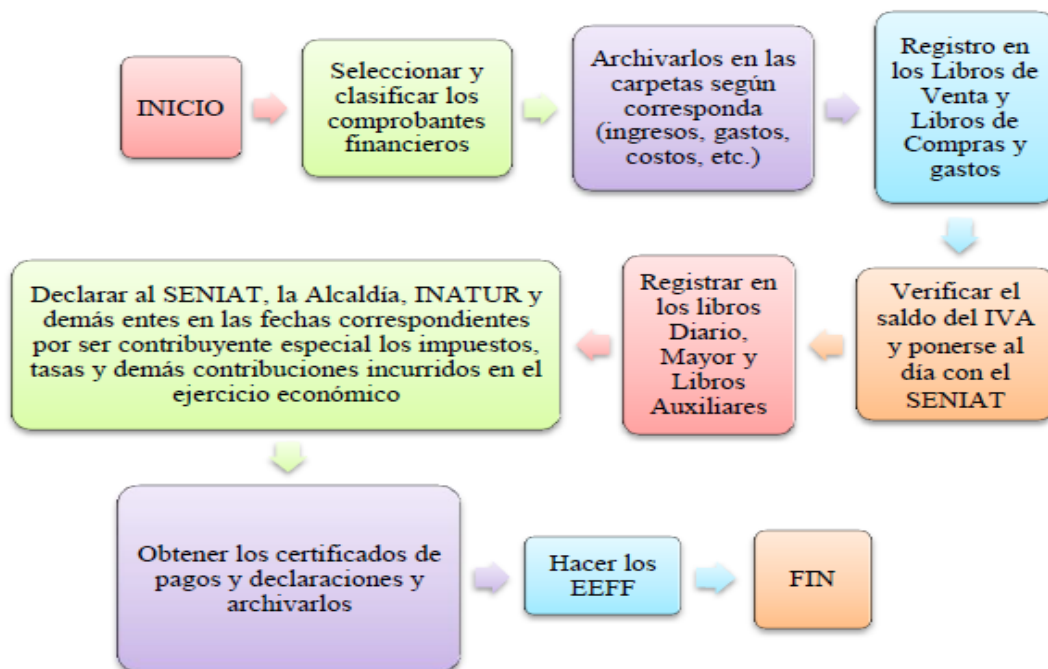 INICIO
Seleccionar y
clasificar los
comprobantes
financieros
Archivarlos en las
carpetas según
corresponda
(ingresos, gastos,
costos, etc.)
Registro en
los Libros de
Venta y
Libros de
Compras y
gastos
Verificar el
saldo del IVA
y ponerse al
día con el
SENIAT
Registrar en
los libros
Diario,
Mayor y
Libros
Auxiliares
Declarar al SENIAT, la Alcaldía, INATUR y
demás entes en las fechas correspondientes
por ser contribuyente especial los impuestos,
tasas y demás contribuciones incurridos en el
ejercicio económico
Obtener los certificados de
pagos y declaraciones y
archivarlos
Hacer los
EEFF
FIN